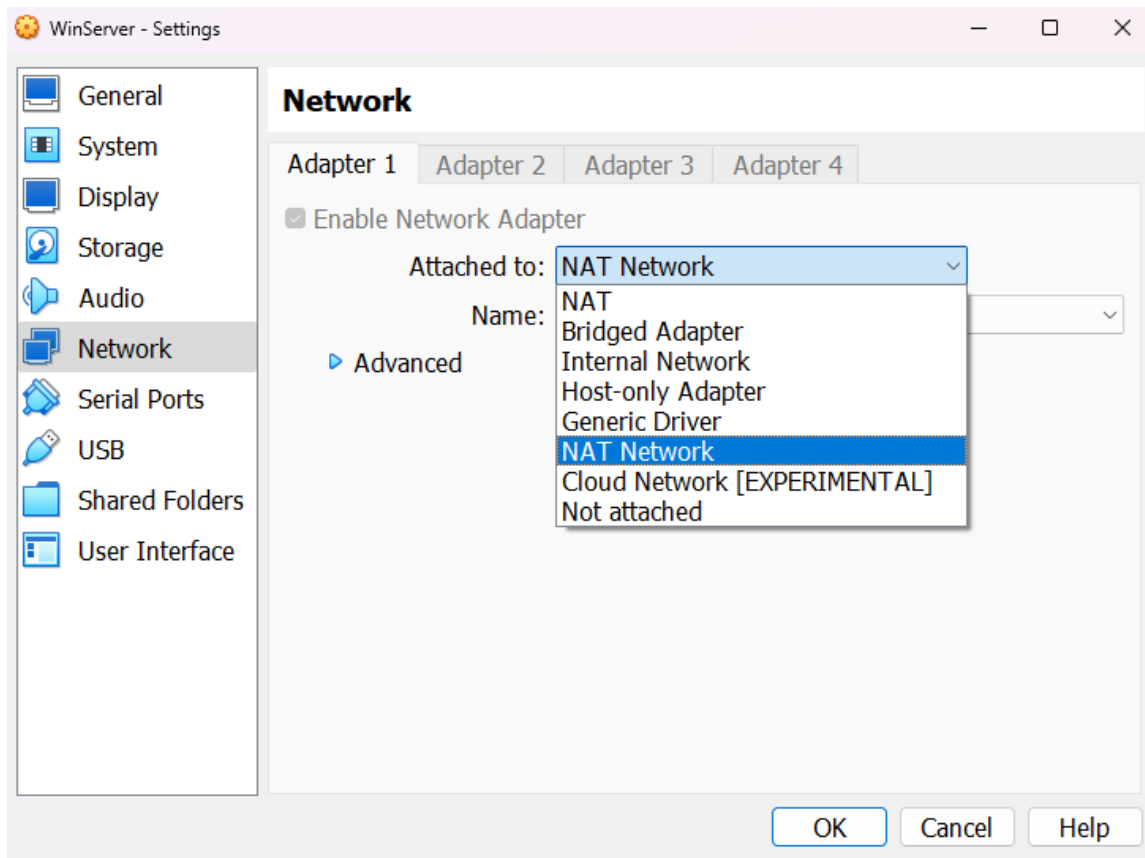 WinServer - Settings
General
System
Display
Storage
Audio
Network
Serial Ports
USB
Shared Folders
User Interface
Network
Adapter 1 Adapter 2 Adapter 3 Adapter 4
Enable Network Adapter
Attached to: NAT Network
NAT
Bridged Adapter
Internal Network
Host-only Adapter
Generic Driver
NAT Network
Cloud Network [EXPERIMENTAL]
Not attached
Name:
Advanced
OK Cancel Help